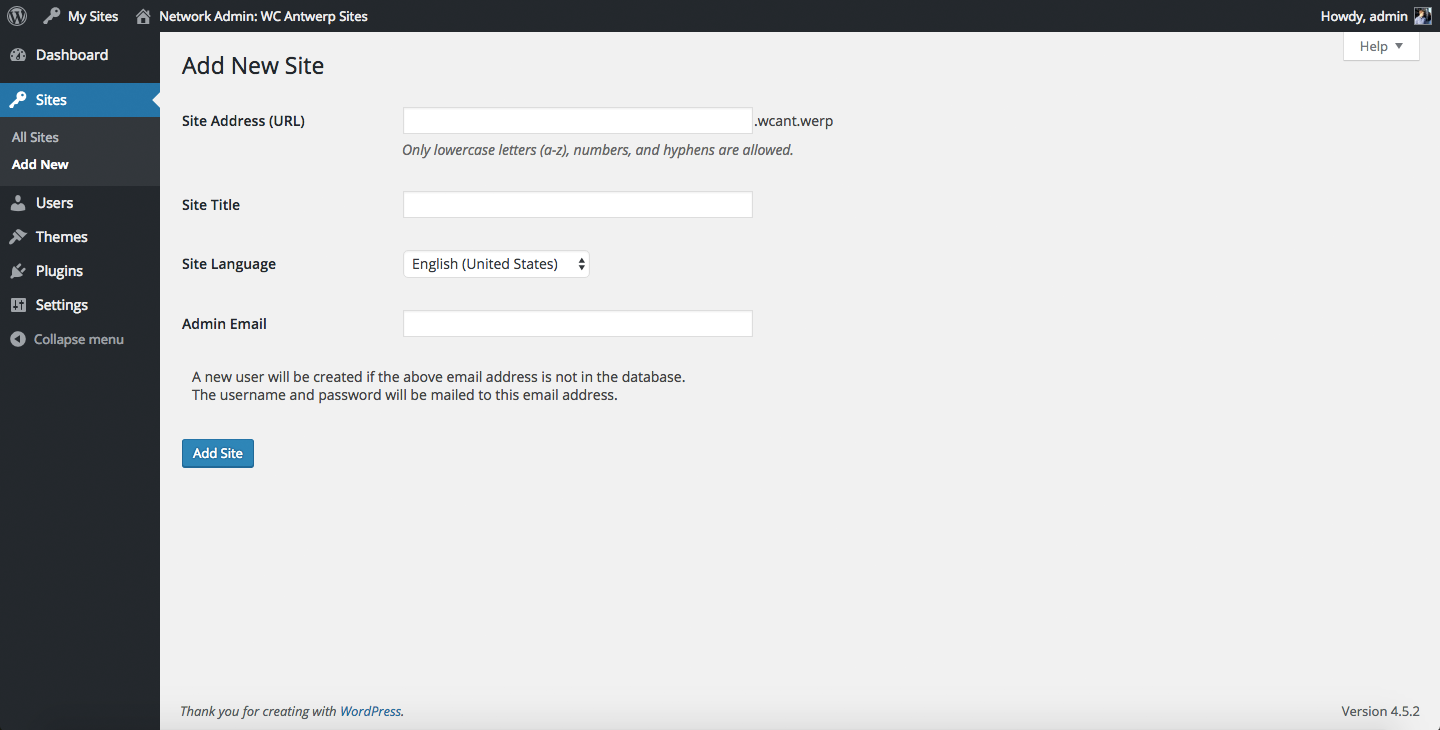 My Sites
Network Admin: WC Antwerp Sites
Howdy, admin
Dashboard
Sites
All Sites
Add New
Users
Themes
Plugins
Settings
Collapse menu
Help
Add New Site
Site Address (URL)
.wcant.werp
Only lowercase letters (a-z), numbers, and hyphens are allowed.
Site Title
Site Language
English (United States)
Admin Email
A new user will be created if the above email address is not in the database.
The username and password will be mailed to this email address.
Add Site
Thank you for creating with WordPress.
Version 4.5.2